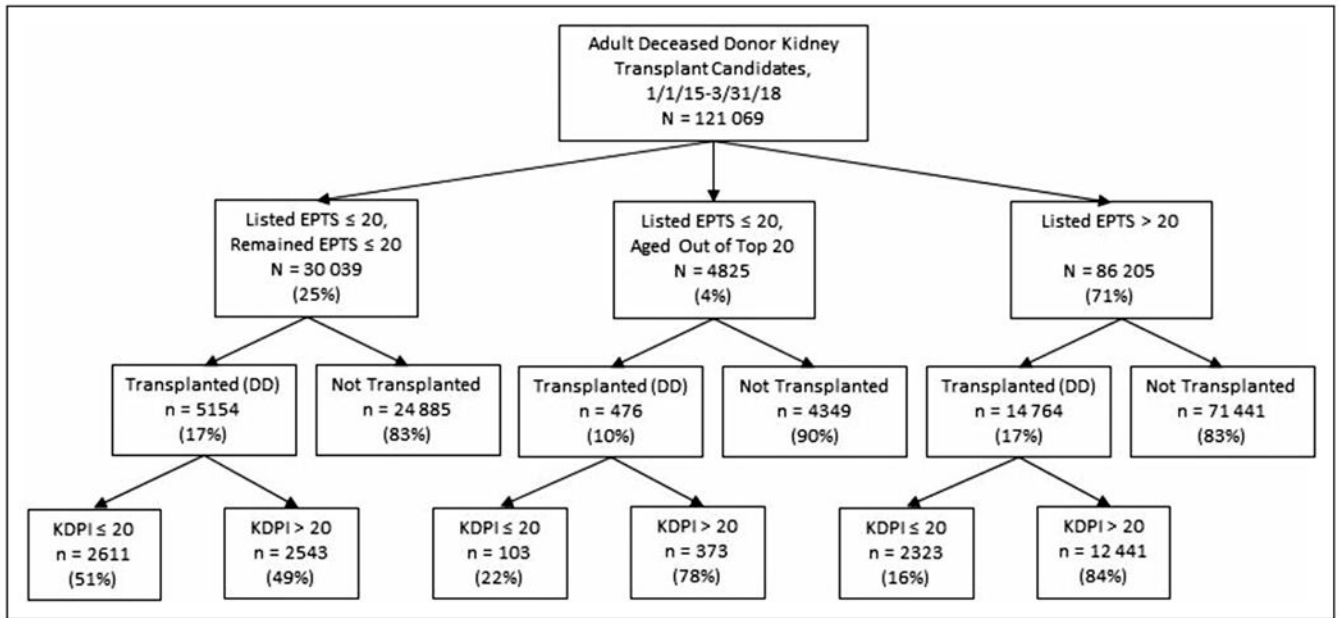 Adult Deceased Donor Kidney
Transplant Candidates,
1/1/15-3/31/18
N = 121 069
Listed EPTS ≤ 20,
Remained EPTS ≤ 20
N = 30 039
(25%)
Listed EPTS ≤ 20,
Aged Out of Top 20
N = 4825
(4%)
Listed EPTS > 20
N = 86 205
(71%)
Transplanted (DD)
n = 5154
(17%)
Not Transplanted
n = 24 885
(83%)
Transplanted (DD)
n = 476
(10%)
Not Transplanted
n = 4349
(90%)
Transplanted (DD)
n = 14 764
(17%)
Not Transplanted
n = 71 441
(83%)
KDPI ≤ 20
n = 2611
(51%)
KDPI > 20
n = 2543
(49%)
KDPI ≤ 20
n = 103
(22%)
KDPI > 20
n = 373
(78%)
KDPI ≤ 20
n = 2323
(16%)
KDPI > 20
n = 12 441
(84%)